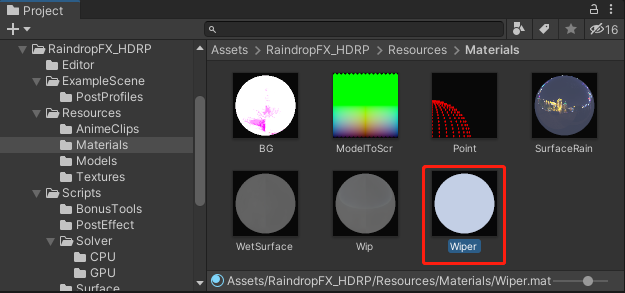 Project
16
RaindropFX_HDRP
Editor
ExampleScene
PostProfiles
Resources
AnimeClips
Materials
Models
Textures
Scripts
BonusTools
PostEffect
Solver
CPU
GPU
Surface
Assets > RaindropFX_HDRP > Resources > Materials
BG ModelToScr Point SurfaceRain
WetSurface Wip Wiper
Assets/RaindropFX_HDRP/Resources/Materials/Wiper.mat